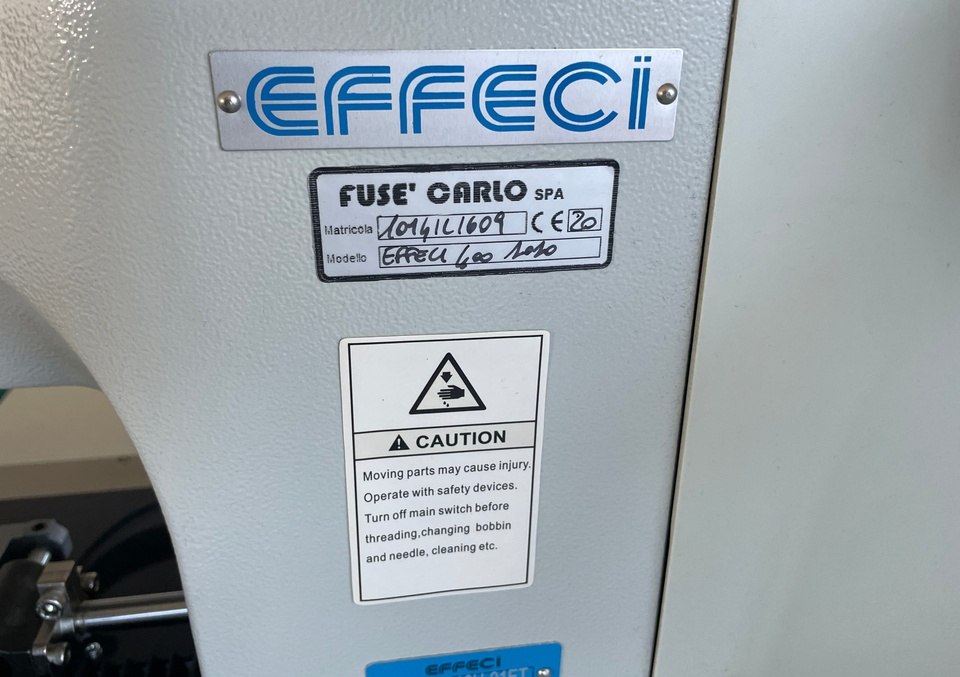 EFFECI
FUSE' CARLO SPA
Matricola 1014IL1609 CE 20
Modello EFFECI 400 1010
CAUTION
Moving parts may cause injury.
Operate with safety devices.
Turn off main switch before
threading,changing bobbin
and needle, cleaning etc.
EFFECI